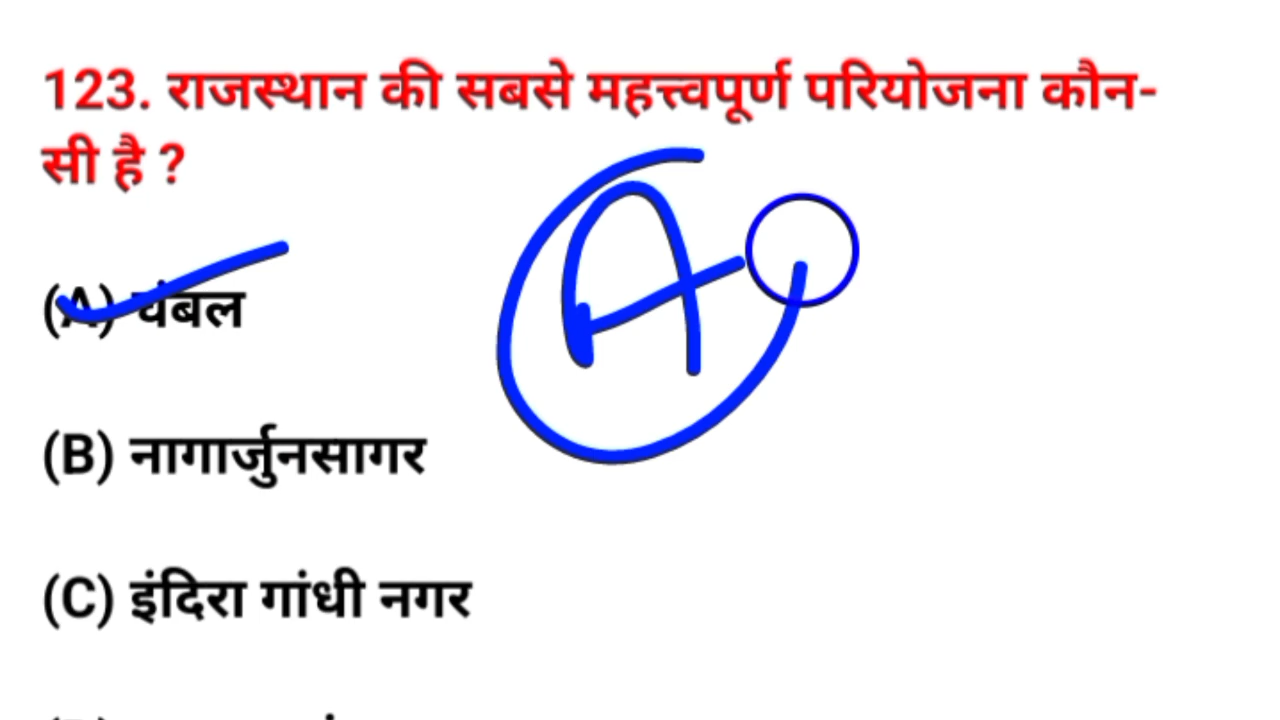 123. राजस्थान की सबसे महत्त्वपूर्ण परियोजना कौन-
सी है ?
A
(A) चंबल
(B) नागार्जुनसागर
(C) इंदिरा गांधी नगर